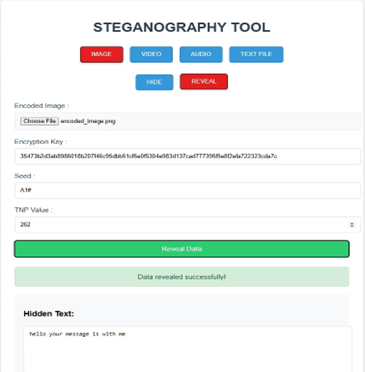 STEGANOGRAPHY TOOL
IMAGE VIDEO AUDIO TEXT FILE
HIDE REVEAL
Encoded Image :
Choose File encoded_image.png
Encryption Key :
Seed :
A1#
TNP Value :
262
Reveal Data
Data revealed successfully!
Hidden Text:
hello your message is with me